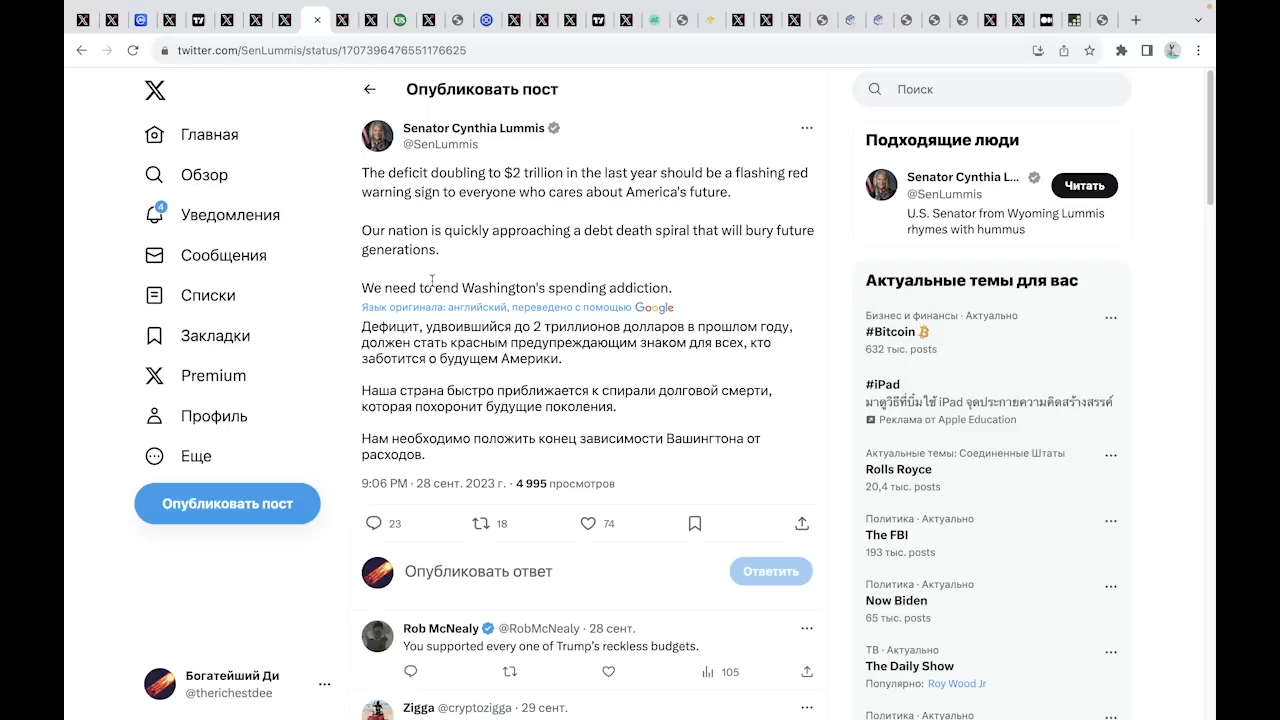 twitter.com/SenLummis/status/1707396476551176625
Главная
Обзор
4
Уведомления
Сообщения
Списки
Закладки
Premium
Профиль
Еще
Опубликовать пост
Богатейший Ди
@therichestdee
Опубликовать пост
Senator Cynthia Lummis
@SenLummis
The deficit doubling to $2 trillion in the last year should be a flashing red
warning sign to everyone who cares about America's future.
Our nation is quickly approaching a debt death spiral that will bury future
generations.
We need to end Washington's spending addiction.
Язык оригинала: английский, переведено с помощью Google
Дефицит, удвоившийся до 2 триллионов долларов в прошлом году,
должен стать красным предупреждающим знаком для всех, кто
заботится о будущем Америки.
Наша страна быстро приближается к спирали долговой смерти,
которая похоронит будущие поколения.
Нам необходимо положить конец зависимости Вашингтона от
расходов.
9:06 PM · 28 сент. 2023 г. · 4 995 просмотров
23 18 74
Опубликовать ответ
Ответить
Rob McNealy @RobMcNealy · 28 сент.
You supported every one of Trump's reckless budgets.
105
Zigga @cryptozigga · 29 сент.
Поиск
Подходящие люди
Senator Cynthia L...
@SenLummis
Читать
U.S. Senator from Wyoming Lummis
rhymes with hummus
Актуальные темы для вас
Бизнес и финансы · Актуально
#Bitcoin
632 тыс. posts
#iPad
มาดูวิธีที่บิ๋มใช้ iPad จุดประกายความคิดสร้างสรรค์
Реклама от Apple Education
Актуальные темы: Соединенные Штаты
Rolls Royce
20,4 тыс. posts
Политика · Актуально
The FBI
193 тыс. posts
Политика · Актуально
Now Biden
65 тыс. posts
ТВ · Актуально
The Daily Show
Популярно: Roy Wood Jr
Политика · Актуально